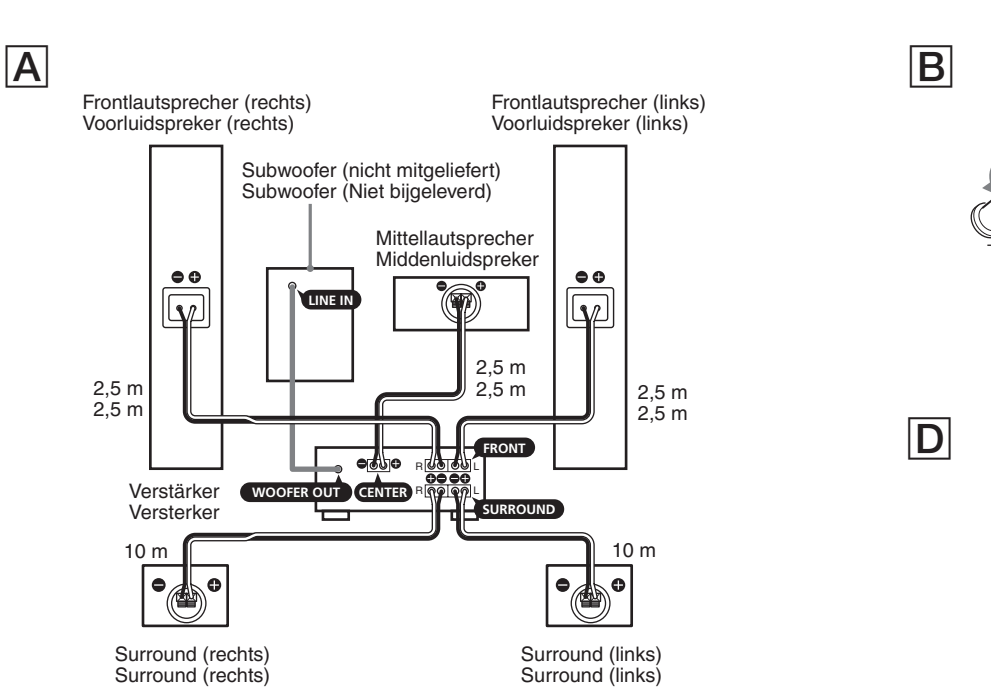 A
B
Frontlautsprecher (rechts)
Voorluidspreker (rechts)
Frontlautsprecher (links)
Voorluidspreker (links)
Subwoofer (nicht mitgeliefert)
Subwoofer (Niet bijgeleverd)
Mittellautsprecher
Middenluidspreker
LINE IN
2,5 m
2,5 m
2,5 m
2,5 m
2,5 m
2,5 m
D
FRONT
R
L
Verstärker
Versterker
WOOFER OUT
CENTER
R
L
SURROUND
10 m
10 m
Surround (rechts)
Surround (rechts)
Surround (links)
Surround (links)